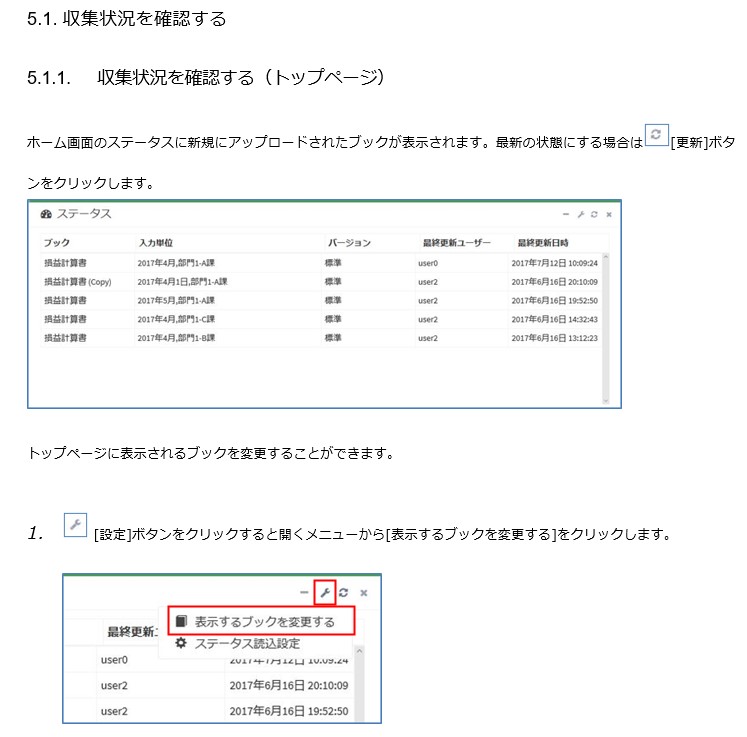 5.1. 収集状況を確認する
5.1.1. 収集状況を確認する（トップページ）
ホーム画面のステータスに新規にアップロードされたブックが表示されます。最新の状態にする場合は[更新]ボタ
ンをクリックします。
ステータス
ブック 入力単位 バージョン 最終更新ユーザー 最終更新日時
損益計算書 2017年4月,部門1-A課 標準 user0 2017年7月12日 10:09:24
損益計算書 (Copy) 2017年4月1日,部門1-A課 標準 user2 2017年6月16日 20:10:09
損益計算書 2017年5月,部門1-A課 標準 user2 2017年6月16日 19:52:50
損益計算書 2017年4月,部門1-C課 標準 user2 2017年6月16日 14:32:43
損益計算書 2017年4月,部門1-B課 標準 user2 2017年6月16日 13:12:23
トップページに表示されるブックを変更することができます。
1. [設定]ボタンをクリックすると開くメニューから[表示するブックを変更する]をクリックします。
表示するブックを変更する
最終更新 ステータス読込設定
user0 2017年7月12日 10:09:24
user2 2017年6月16日 20:10:09
user2 2017年6月16日 19:52:50